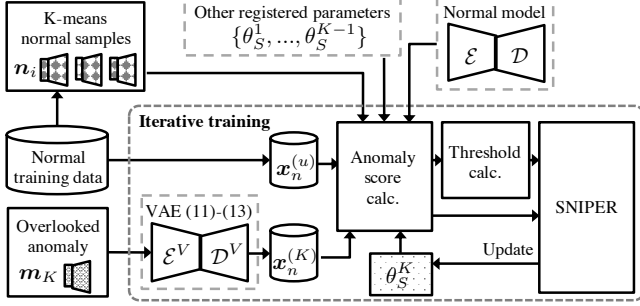 K-means
normal samples
n_i
Other registered parameters
{θ_S^1, ..., θ_S^{K−1}}
Normal model
ℰ 𝒟
Iterative training
Normal
training data
x_n^{(u)}
Anomaly
score
calc.
Threshold
calc.
SNIPER
Overlooked
anomaly
m_K
VAE (11)-(13)
ℰ^V 𝒟^V
x_n^{(K)}
θ_S^K
Update